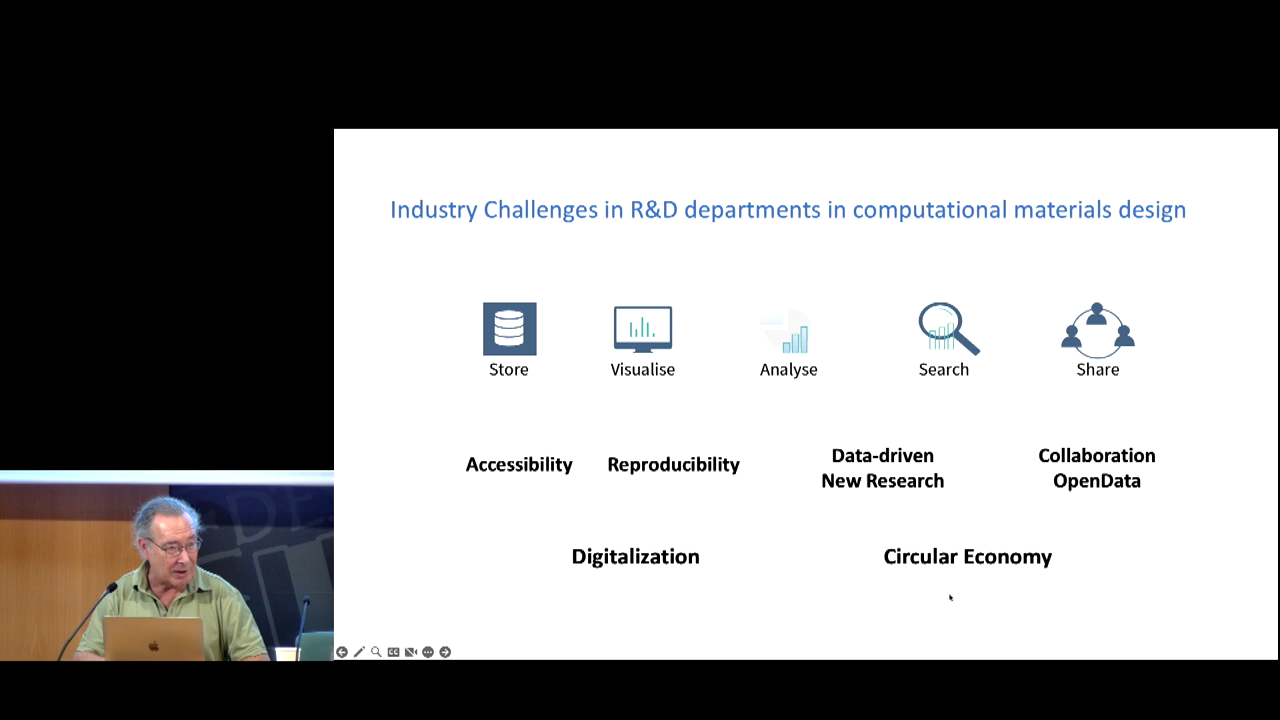 Industry Challenges in R&D departments in computational materials design
Store
Visualise
Analyse
Search
Share
Accessibility
Reproducibility
Data-driven
New Research
Collaboration
OpenData
Digitalization
Circular Economy